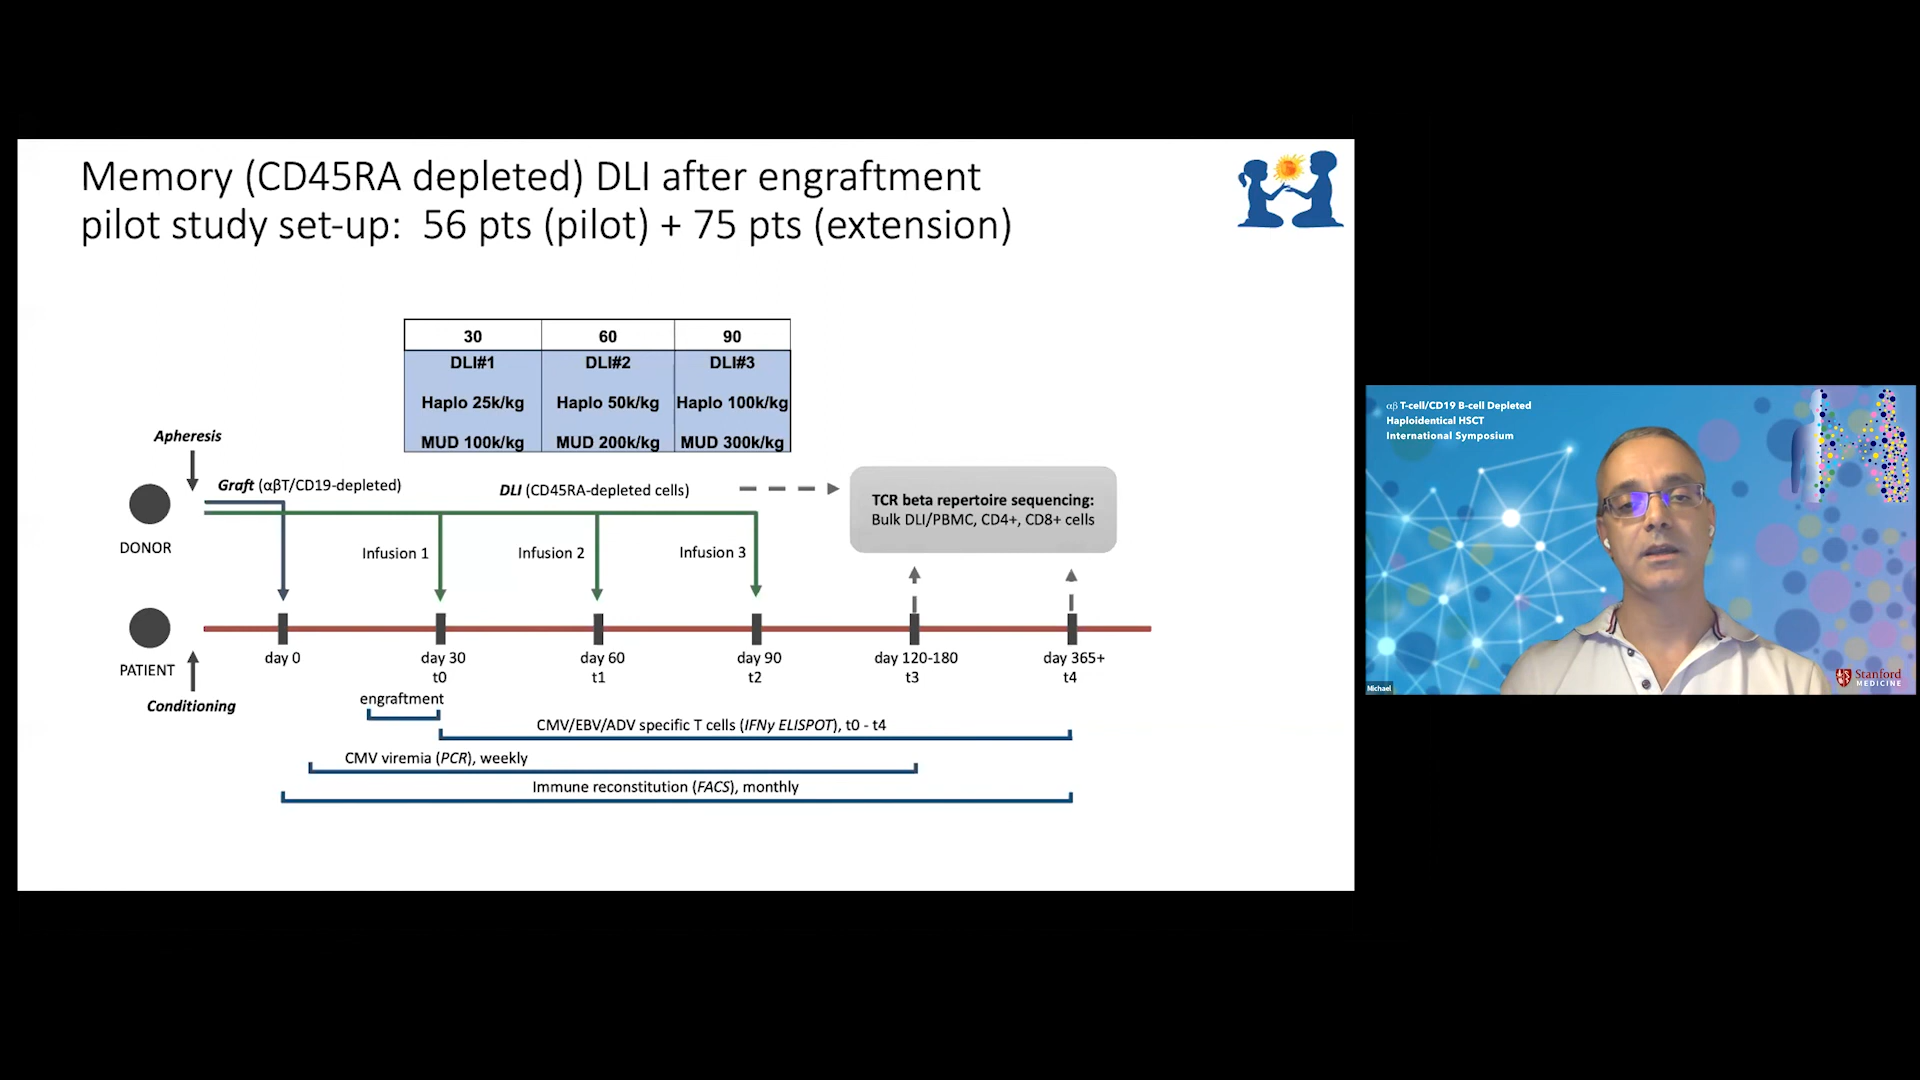 Memory (CD45RA depleted) DLI after engraftment
pilot study set-up: 56 pts (pilot) + 75 pts (extension)
30 60 90
DLI#1 DLI#2 DLI#3
Haplo 25k/kg Haplo 50k/kg Haplo 100k/kg
MUD 100k/kg MUD 200k/kg MUD 300k/kg
Apheresis
Graft (αβT/CD19-depleted)
DLI (CD45RA-depleted cells)
TCR beta repertoire sequencing:
Bulk DLI/PBMC, CD4+, CD8+ cells
DONOR
Infusion 1
Infusion 2
Infusion 3
PATIENT
day 0
day 30
t0
day 60
t1
day 90
t2
day 120-180
t3
day 365+
t4
Conditioning
engraftment
CMV/EBV/ADV specific T cells (IFNy ELISPOT), t0 - t4
CMV viremia (PCR), weekly
Immune reconstitution (FACS), monthly
αβ T-cell/CD19 B-cell Depleted
Haploidentical HSCT
International Symposium
Michael
Stanford
MEDICINE